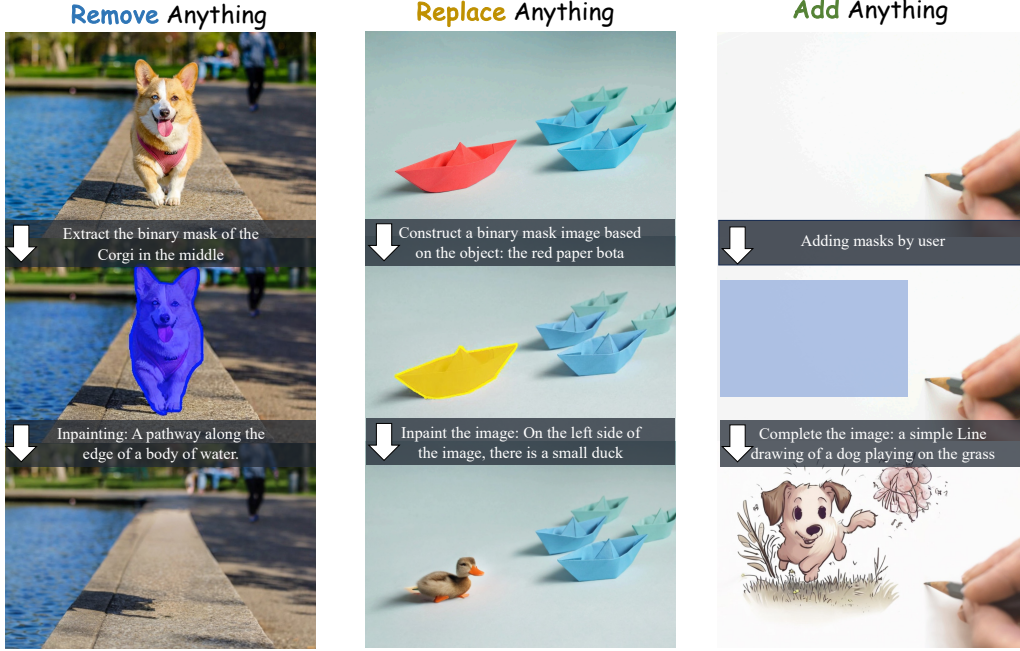 Remove Anything
Extract the binary mask of the
Corgi in the middle
Inpainting: A pathway along the
edge of a body of water.
Replace Anything
Construct a binary mask image based
on the object: the red paper bota
Inpaint the image: On the left side of
the image, there is a small duck
Add Anything
Adding masks by user
Complete the image: a simple Line
drawing of a dog playing on the grass